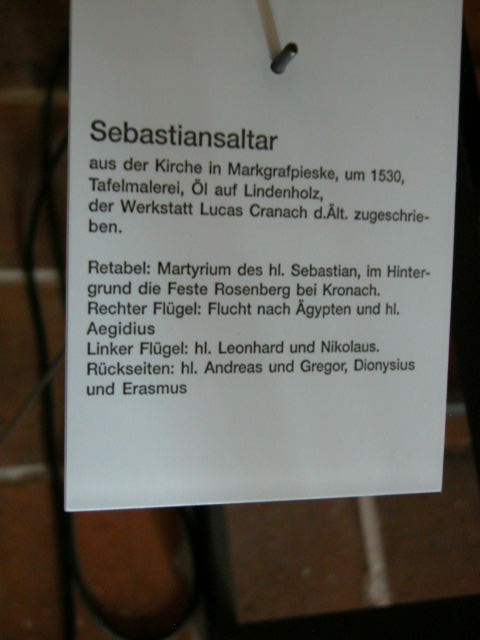 Sebastiansaltar
aus der Kirche in Markgrafpieske, um 1530,
Tafelmalerei, Öl auf Lindenholz,
der Werkstatt Lucas Cranach d.Ält. zugeschrie-
ben.
Retabel: Martyrium des hl. Sebastian, im Hinter-
grund die Feste Rosenberg bei Kronach.
Rechter Flügel: Flucht nach Ägypten und hl.
Aegidius
Linker Flügel: hl. Leonhard und Nikolaus.
Rückseiten: hl. Andreas und Gregor, Dionysius
und Erasmus